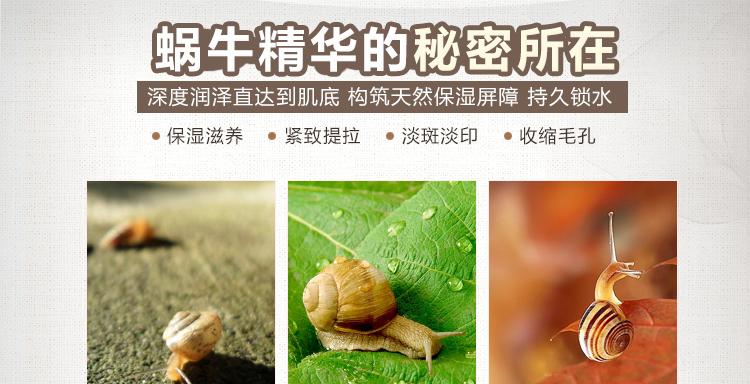 蜗牛精华的秘密所在
深度润泽直达到肌底 构筑天然保湿屏障 持久锁水
• 保湿滋养 • 紧致提拉 • 淡斑淡印 • 收缩毛孔